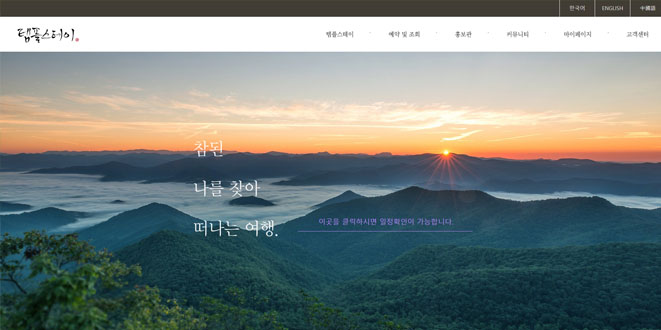 한국어 ENGLISH 中國語
템플스테이
템플스테이 예약 및 조회 홍보관 커뮤니티 마이페이지 고객센터
참된
나를 찾아
떠나는 여행.
이곳을 클릭하시면 일정확인이 가능합니다.